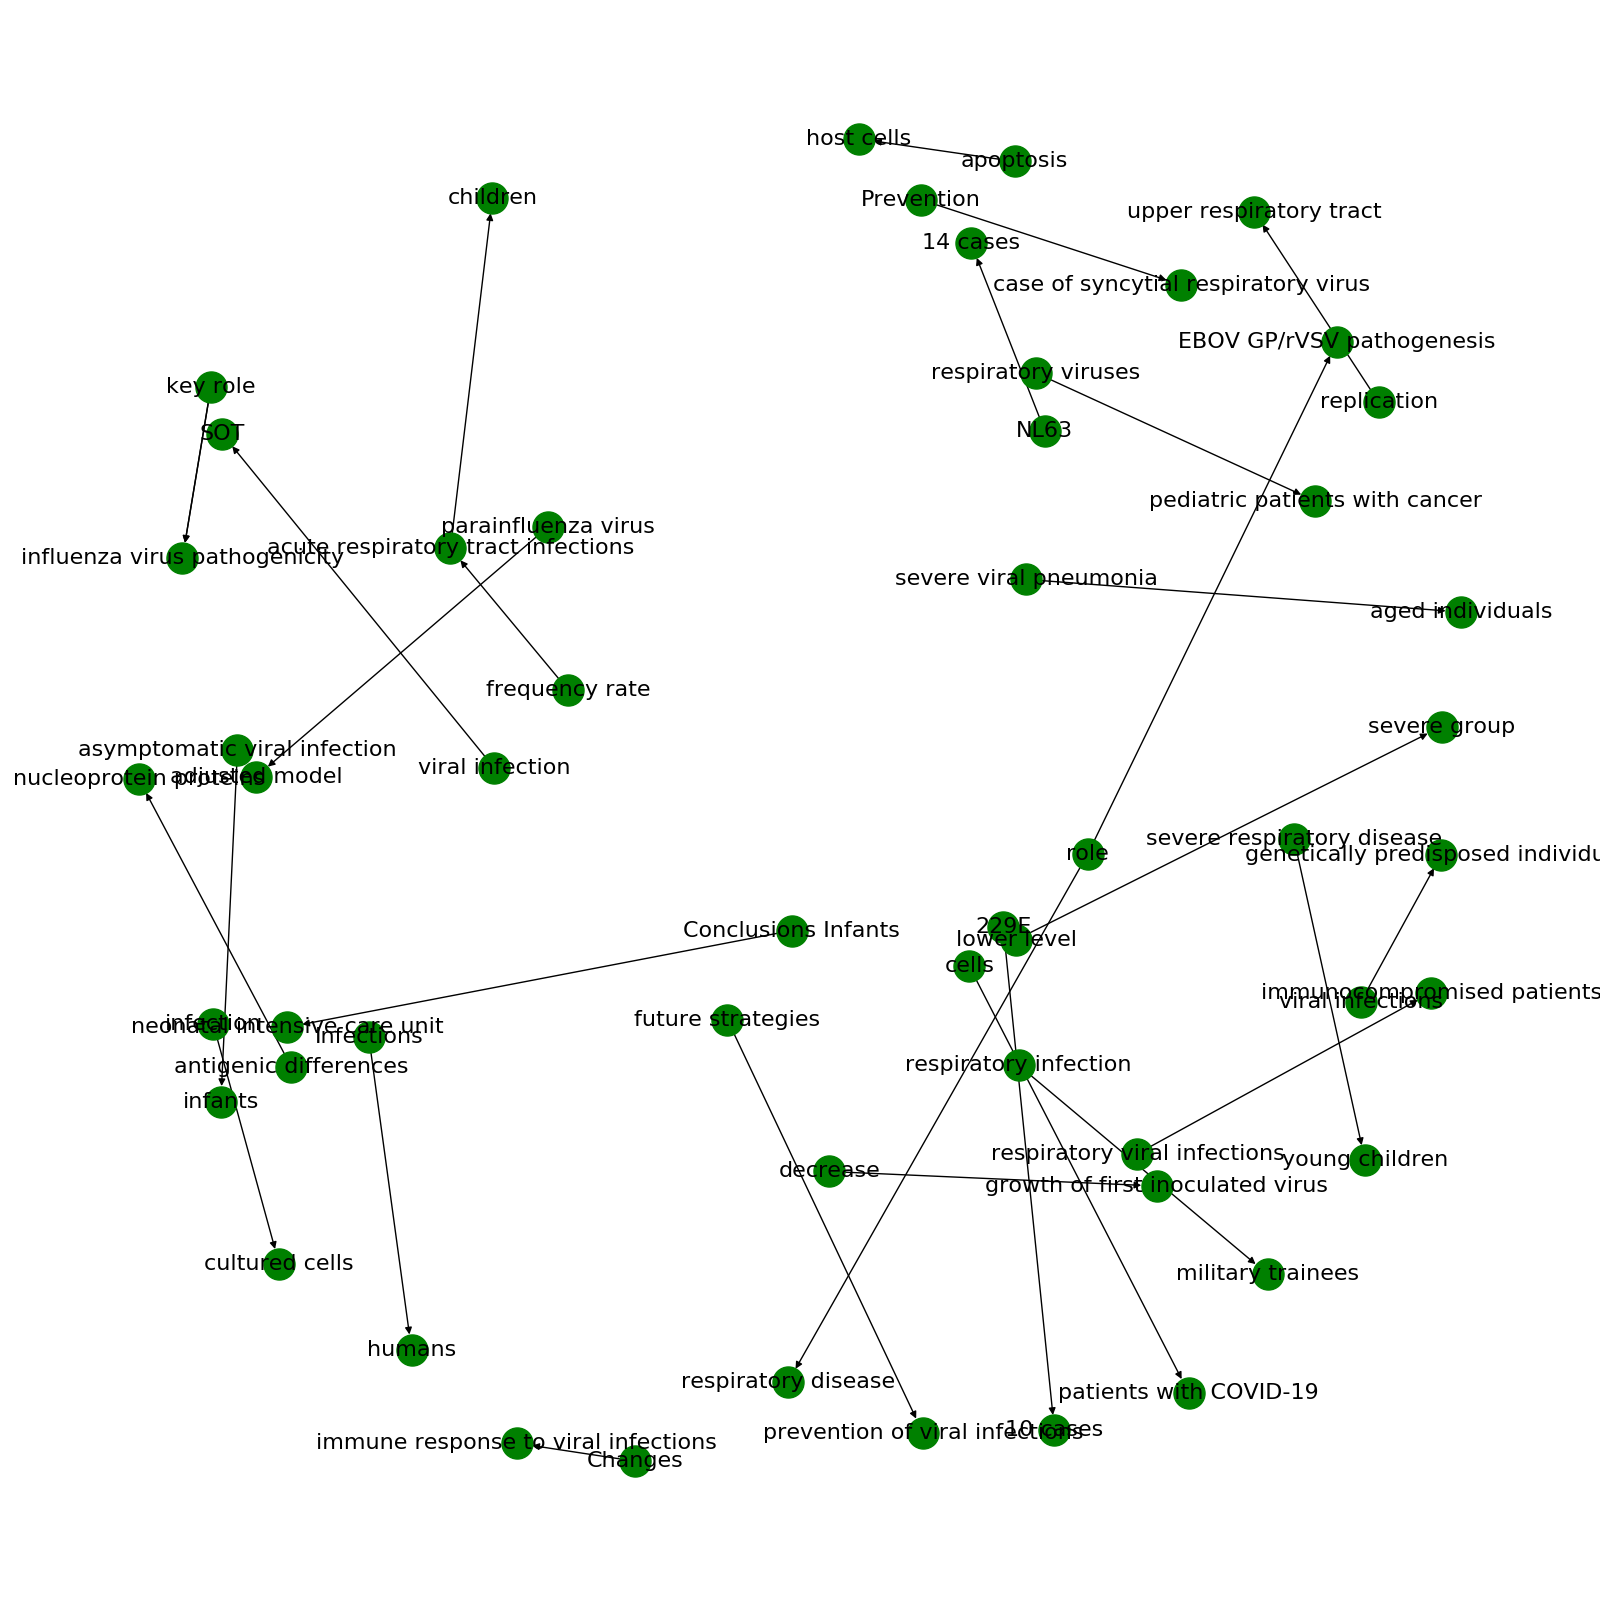 host cells
apoptosis
children
Prevention
upper respiratory tract
14 cases
case of syncytial respiratory virus
EBOV GP/rVSV pathogenesis
respiratory viruses
key role
replication
SOT
NL63
pediatric patients with cancer
parainfluenza virus
acute respiratory tract infections
influenza virus pathogenicity
severe viral pneumonia
aged individuals
frequency rate
severe group
asymptomatic viral infection
viral infection
adjusted model
nucleoprotein proteins
severe respiratory disease
role
genetically predisposed individu
229E
Conclusions Infants
lower level
cells
immunocompromised patients
viral infections
future strategies
infection
neonatal intensive care unit
infections
respiratory infection
antigenic differences
infants
respiratory viral infections
young children
decrease
growth of first inoculated virus
cultured cells
military trainees
humans
respiratory disease
patients with COVID-19
10 cases
prevention of viral infections
immune response to viral infections
Changes